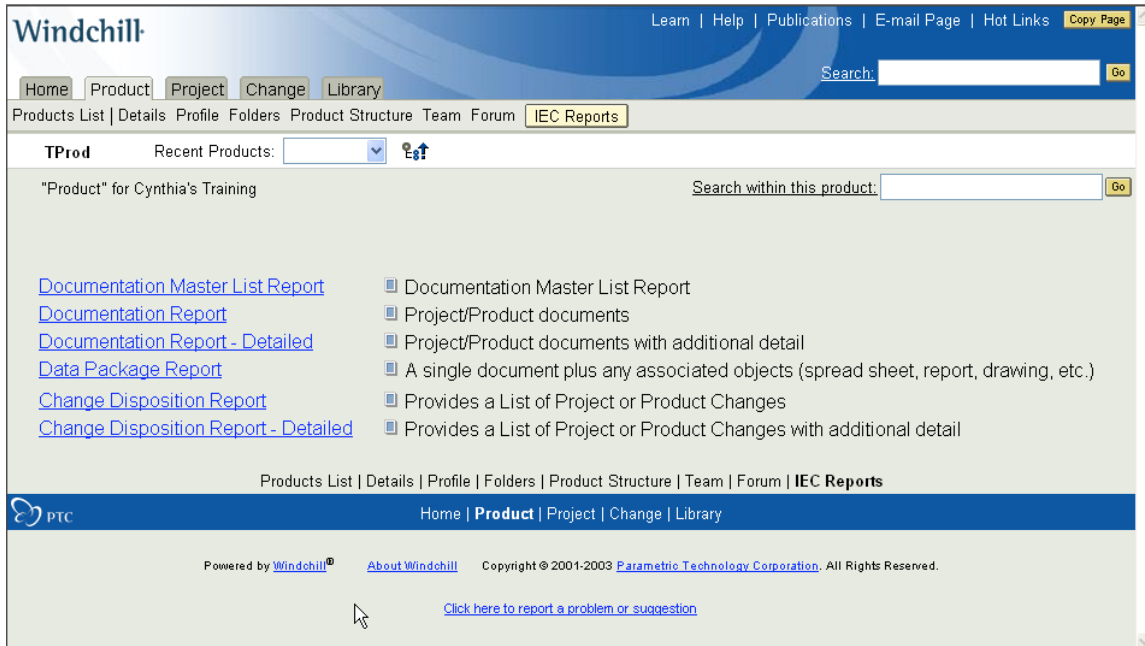 Windchill
Learn | Help | Publications | E-mail Page | Hot Links Copy Page
Search: Go
Home Product Project Change Library
Products List | Details Profile Folders Product Structure Team Forum IEC Reports
TProd Recent Products:
"Product" for Cynthia's Training Search within this product: Go
Documentation Master List Report Documentation Master List Report
Documentation Report Project/Product documents
Documentation Report - Detailed Project/Product documents with additional detail
Data Package Report A single document plus any associated objects (spread sheet, report, drawing, etc.)
Change Disposition Report Provides a List of Project or Product Changes
Change Disposition Report - Detailed Provides a List of Project or Product Changes with additional detail
Products List | Details | Profile | Folders | Product Structure | Team | Forum | IEC Reports
PTC Home | Product | Project | Change | Library
Powered by Windchill® About Windchill Copyright © 2001-2003 Parametric Technology Corporation. All Rights Reserved.
Click here to report a problem or suggestion